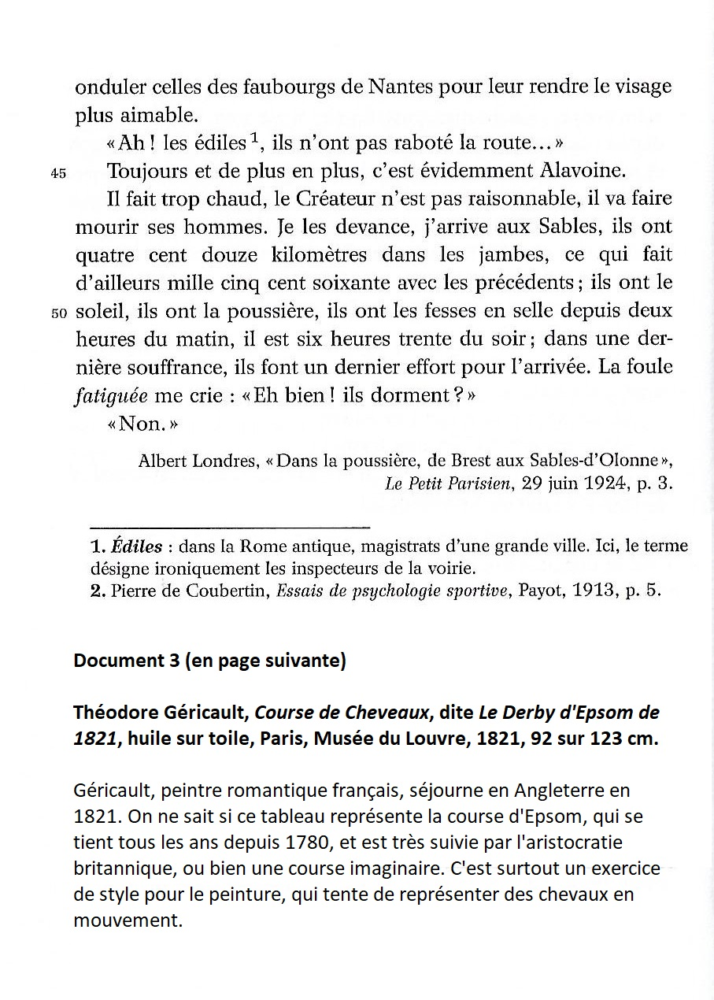 onduler celles des faubourgs de Nantes pour leur rendre le visage
plus aimable.
«Ah ! les édiles1, ils n’ont pas raboté la route... »
45 Toujours et de plus en plus, c’est évidemment Alavoine.
Il fait trop chaud, le Créateur n’est pas raisonnable, il va faire
mourir ses hommes. Je les devance, j’arrive aux Sables, ils ont
quatre cent douze kilomètres dans les jambes, ce qui fait
d’ailleurs mille cinq cent soixante avec les précédents ; ils ont le
50 soleil, ils ont la poussière, ils ont les fesses en selle depuis deux
heures du matin, il est six heures trente du soir ; dans une der-
nière souffrance, ils font un dernier effort pour l’arrivée. La foule
fatiguée me crie : «Eh bien ! ils dorment ? »
«Non. »
Albert Londres, «Dans la poussière, de Brest aux Sables-d’Olonne»,
Le Petit Parisien, 29 juin 1924, p. 3.
1. Édiles : dans la Rome antique, magistrats d’une grande ville. Ici, le terme
désigne ironiquement les inspecteurs de la voirie.
2. Pierre de Coubertin, Essais de psychologie sportive, Payot, 1913, p. 5.
Document 3 (en page suivante)
Théodore Géricault, Course de Cheveaux, dite Le Derby d'Epsom de
1821, huile sur toile, Paris, Musée du Louvre, 1821, 92 sur 123 cm.
Géricault, peintre romantique français, séjourne en Angleterre en
1821. On ne sait si ce tableau représente la course d'Epsom, qui se
tient tous les ans depuis 1780, et est très suivie par l'aristocratie
britannique, ou bien une course imaginaire. C'est surtout un exercice
de style pour le peinture, qui tente de représenter des chevaux en
mouvement.